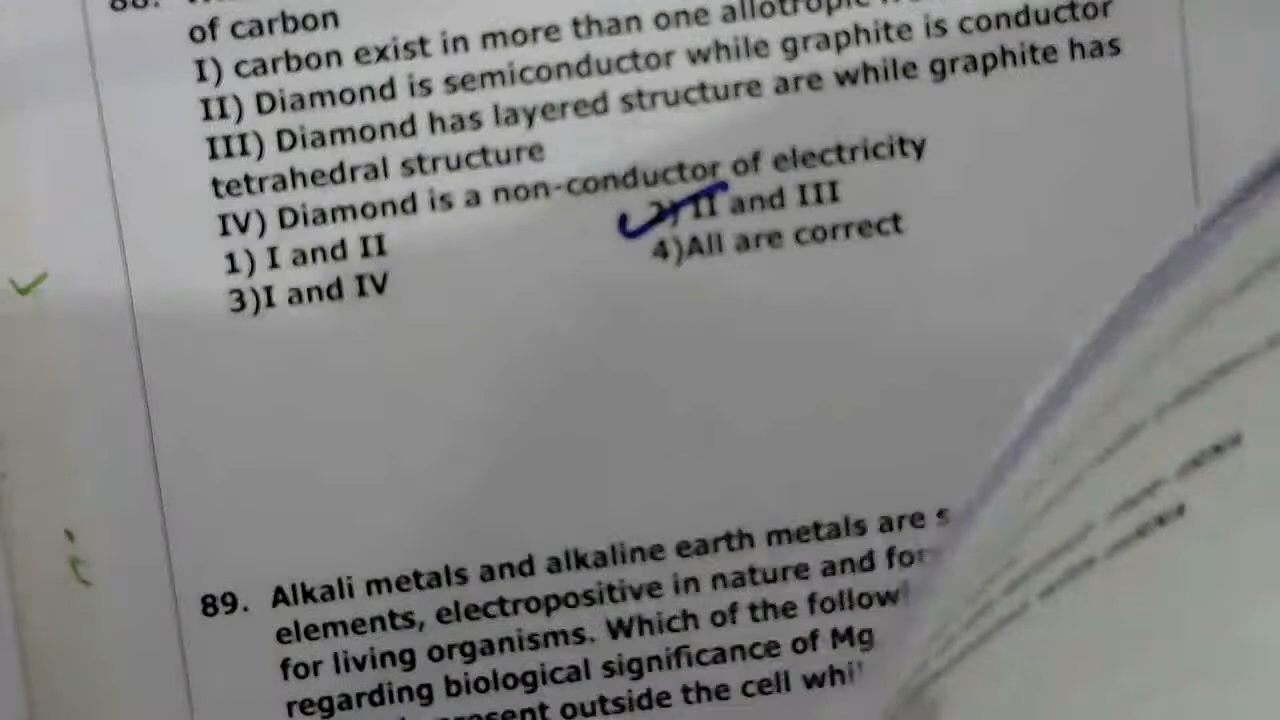 of carbon
I) carbon exist in more than one allotropic
II) Diamond is semiconductor while graphite is conductor
III) Diamond has layered structure are while graphite has
tetrahedral structure
IV) Diamond is a non-conductor of electricity
1) I and II
2) II and III
3)I and IV
4)All are correct
89. Alkali metals and alkaline earth metals are s
elements, electropositive in nature and for
for living organisms. Which of the follow
regarding biological significance of Mg
outside the cell